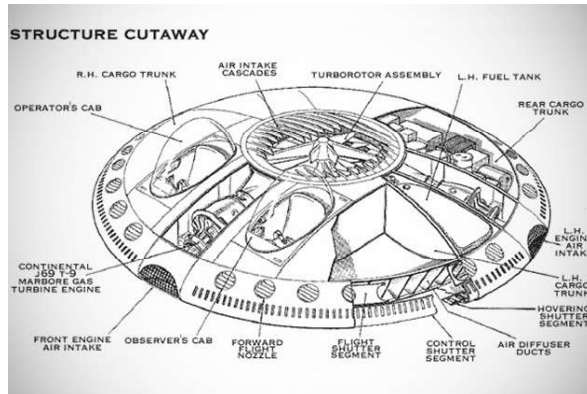 STRUCTURE CUTAWAY
AIR INTAKE
CASCADES
R.H. CARGO TRUNK
TURBOROTOR ASSEMBLY
L.H. FUEL TANK
OPERATOR'S CAB
REAR CARGO
TRUNK
L.H.
ENGINE
AIR
INTAKE
CONTINENTAL
J69 T-9
MARBORE GAS
TURBINE ENGINE
L.H.
CARGO
TRUNK
HOVERING
SHUTTER
SEGMENT
FRONT ENGINE
AIR INTAKE
OBSERVER'S CAB
FORWARD
FLIGHT
NOZZLE
FLIGHT
SHUTTER
SEGMENT
CONTROL
SHUTTER
SEGMENT
AIR DIFFUSER
DUCTS